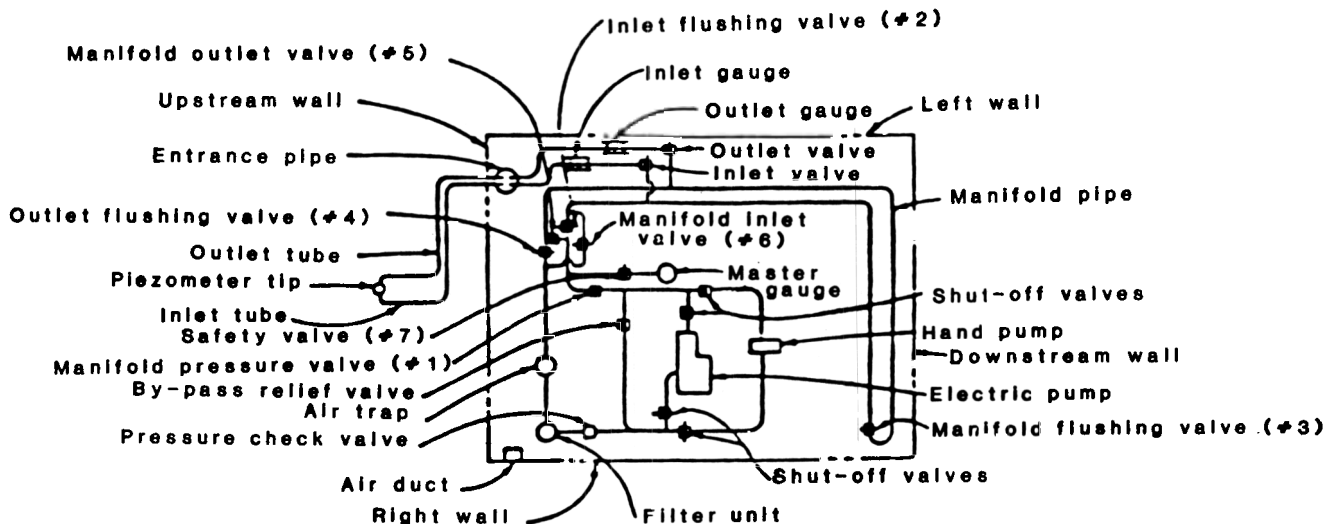 Inlet flushing valve (#2)
Manifold outlet valve (#5)
Inlet gauge
Upstream wall
Outlet gauge
Left wall
Entrance pipe
Outlet valve
Inlet valve
Manifold pipe
Outlet flushing valve (#4)
Manifold inlet
valve (#6)
Outlet tube
Piezometer tip
Master
gauge
Inlet tube
Shut-off valves
Safety valve (#7)
Hand pump
Manifold pressure valve (#1)
Downstream wall
By-pass relief valve
Electric pump
Air trap
Pressure check valve
Manifold flushing valve (#3)
Air duct
Shut-off valves
Right wall
Filter unit